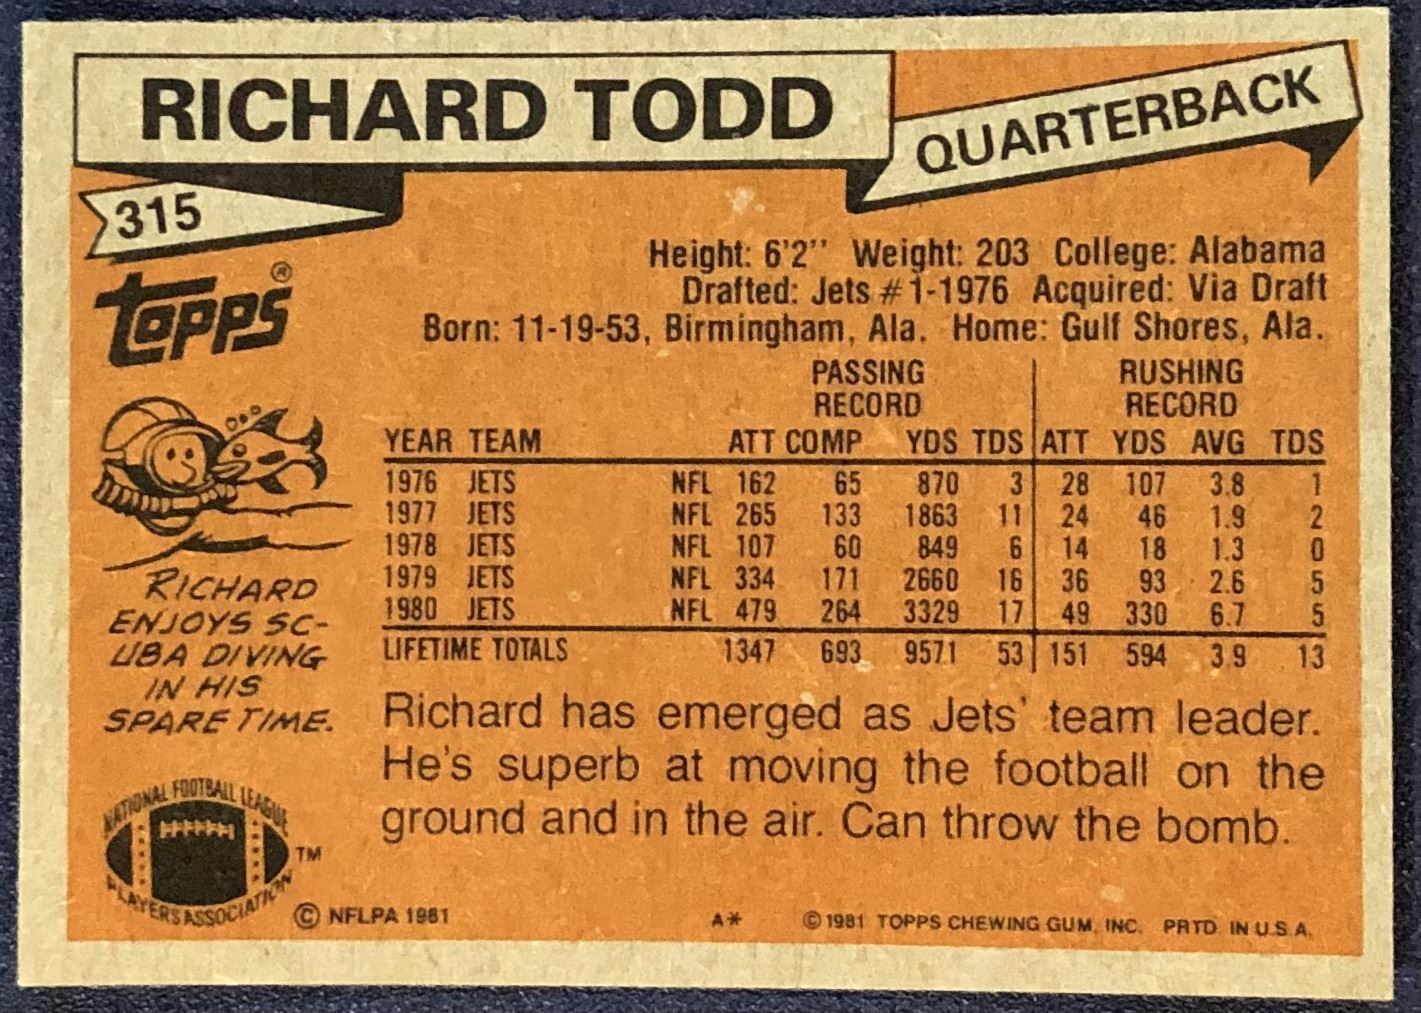 RICHARD TODD
QUARTERBACK
315
TOPPS®
Height: 6'2" Weight: 203 College: Alabama
Drafted: Jets #1-1976 Acquired: Via Draft
Born: 11-19-53, Birmingham, Ala. Home: Gulf Shores, Ala.
PASSING RECORD RUSHING RECORD
YEAR TEAM ATT COMP YDS TDS ATT YDS AVG TDS
1976 JETS NFL 162 65 870 3 28 107 3.8 1
1977 JETS NFL 265 133 1863 11 24 46 1.9 2
1978 JETS NFL 107 60 849 6 14 18 1.3 0
1979 JETS NFL 334 171 2660 16 36 93 2.6 5
1980 JETS NFL 479 264 3329 17 49 330 6.7 5
LIFETIME TOTALS 1347 693 9571 53 151 594 3.9 13
RICHARD
ENJOYS SC-
UBA DIVING
IN HIS
SPARE TIME.
Richard has emerged as Jets' team leader.
He's superb at moving the football on the
ground and in the air. Can throw the bomb.
NATIONAL FOOTBALL LEAGUE
PLAYERS ASSOCIATION
TM
© NFLPA 1981
A*
© 1981 TOPPS CHEWING GUM, INC. PRTD. IN U.S.A.